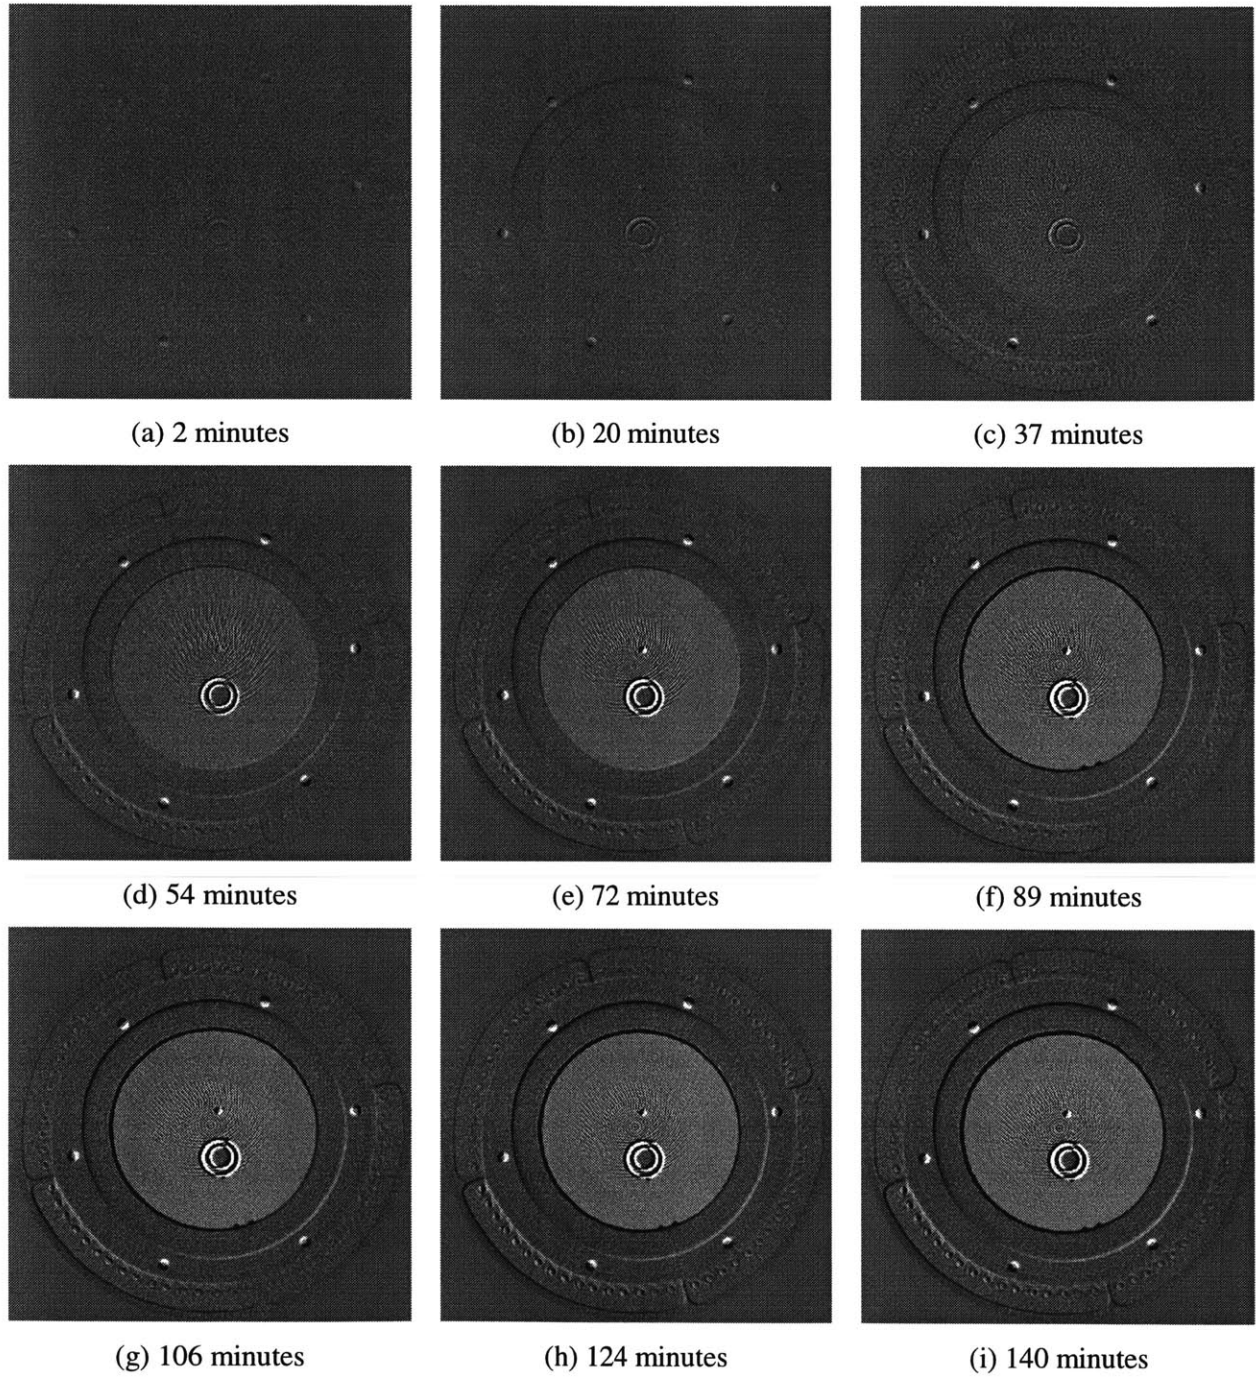 (a) 2 minutes
(b) 20 minutes
(c) 37 minutes
(d) 54 minutes
(e) 72 minutes
(f) 89 minutes
(g) 106 minutes
(h) 124 minutes
(i) 140 minutes